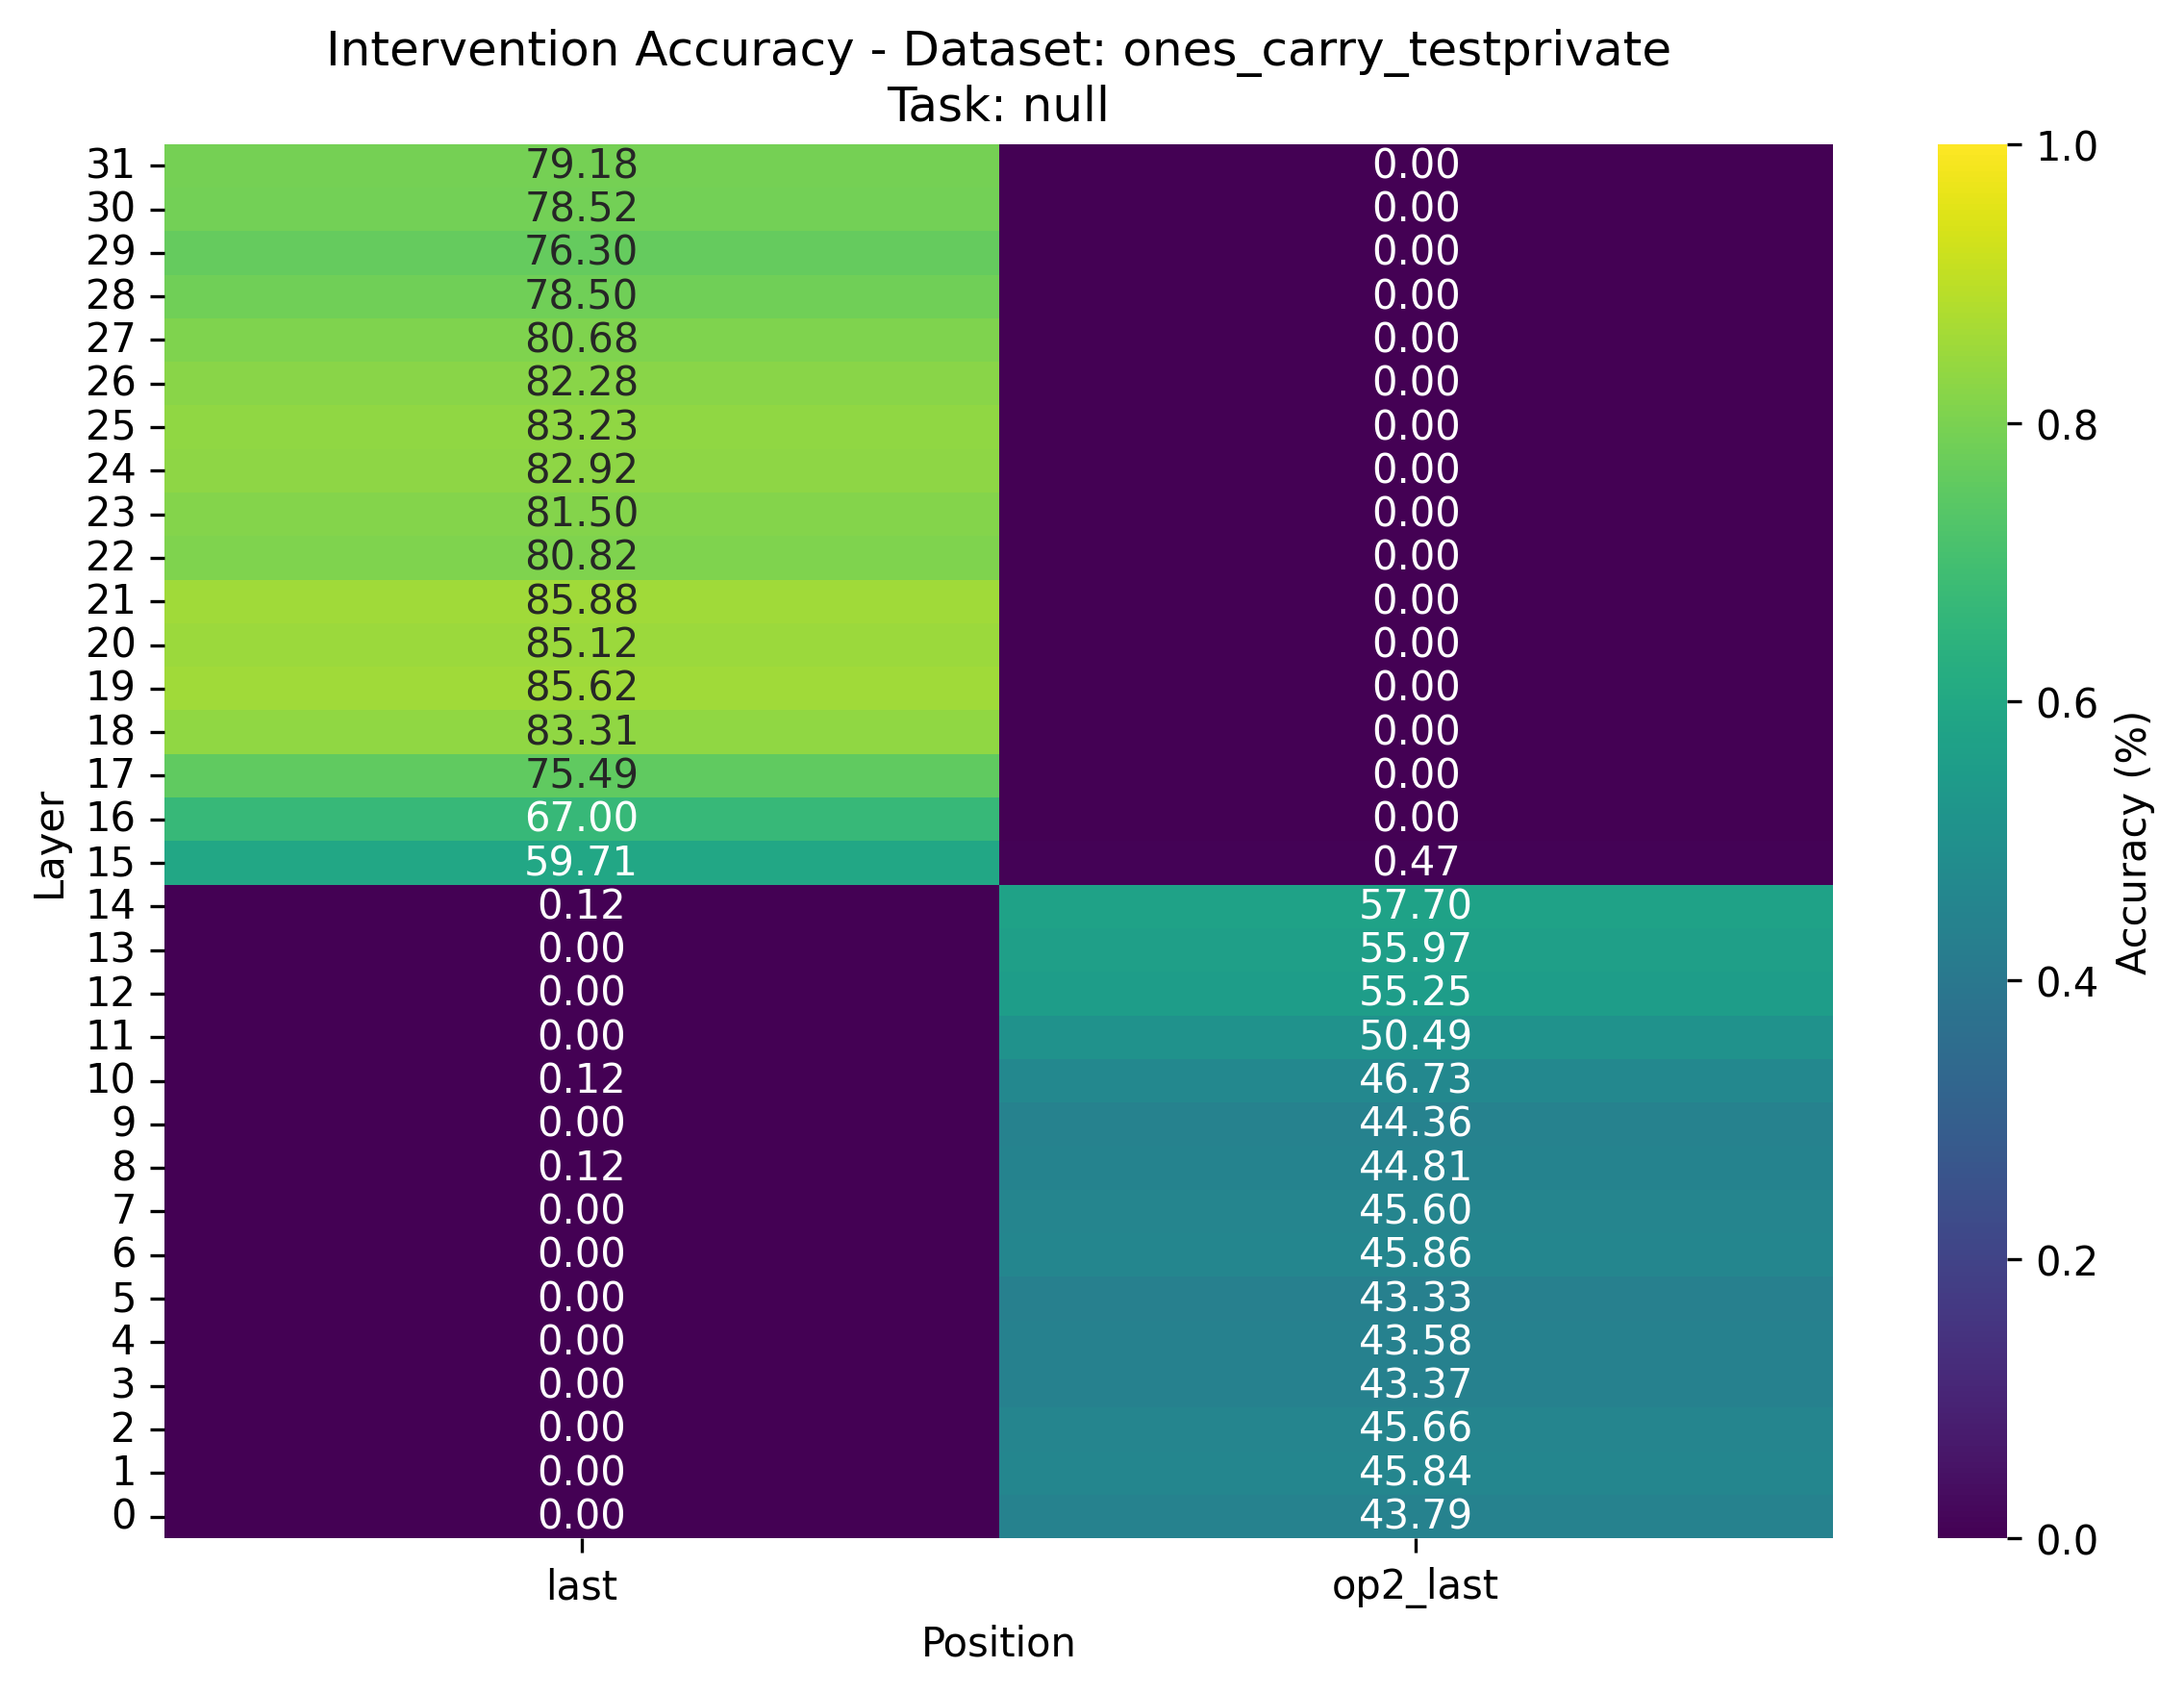 Intervention Accuracy - Dataset: ones_carry_testprivate
Task: null
31 79.18 0.00
30 78.52 0.00
29 76.30 0.00
28 78.50 0.00
27 80.68 0.00
26 82.28 0.00
25 83.23 0.00
24 82.92 0.00
23 81.50 0.00
22 80.82 0.00
21 85.88 0.00
20 85.12 0.00
19 85.62 0.00
18 83.31 0.00
17 75.49 0.00
16 67.00 0.00
15 59.71 0.47
14 0.12 57.70
13 0.00 55.97
12 0.00 55.25
11 0.00 50.49
10 0.12 46.73
9 0.00 44.36
8 0.12 44.81
7 0.00 45.60
6 0.00 45.86
5 0.00 43.33
4 0.00 43.58
3 0.00 43.37
2 0.00 45.66
1 0.00 45.84
0 0.00 43.79
last op2_last
Position
Layer
1.0
0.8
0.6
0.4
0.2
0.0
Accuracy (%)